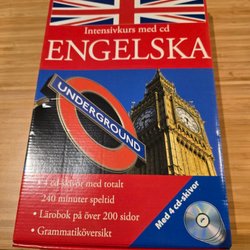 Intensivkurs med cd
ENGELSKA
UNDERGROUND
• 4 cd-skivor med totalt
240 minuter speltid
• Lärobok på över 200 sidor
• Grammatiköversikt
Med 4 cd-skivor